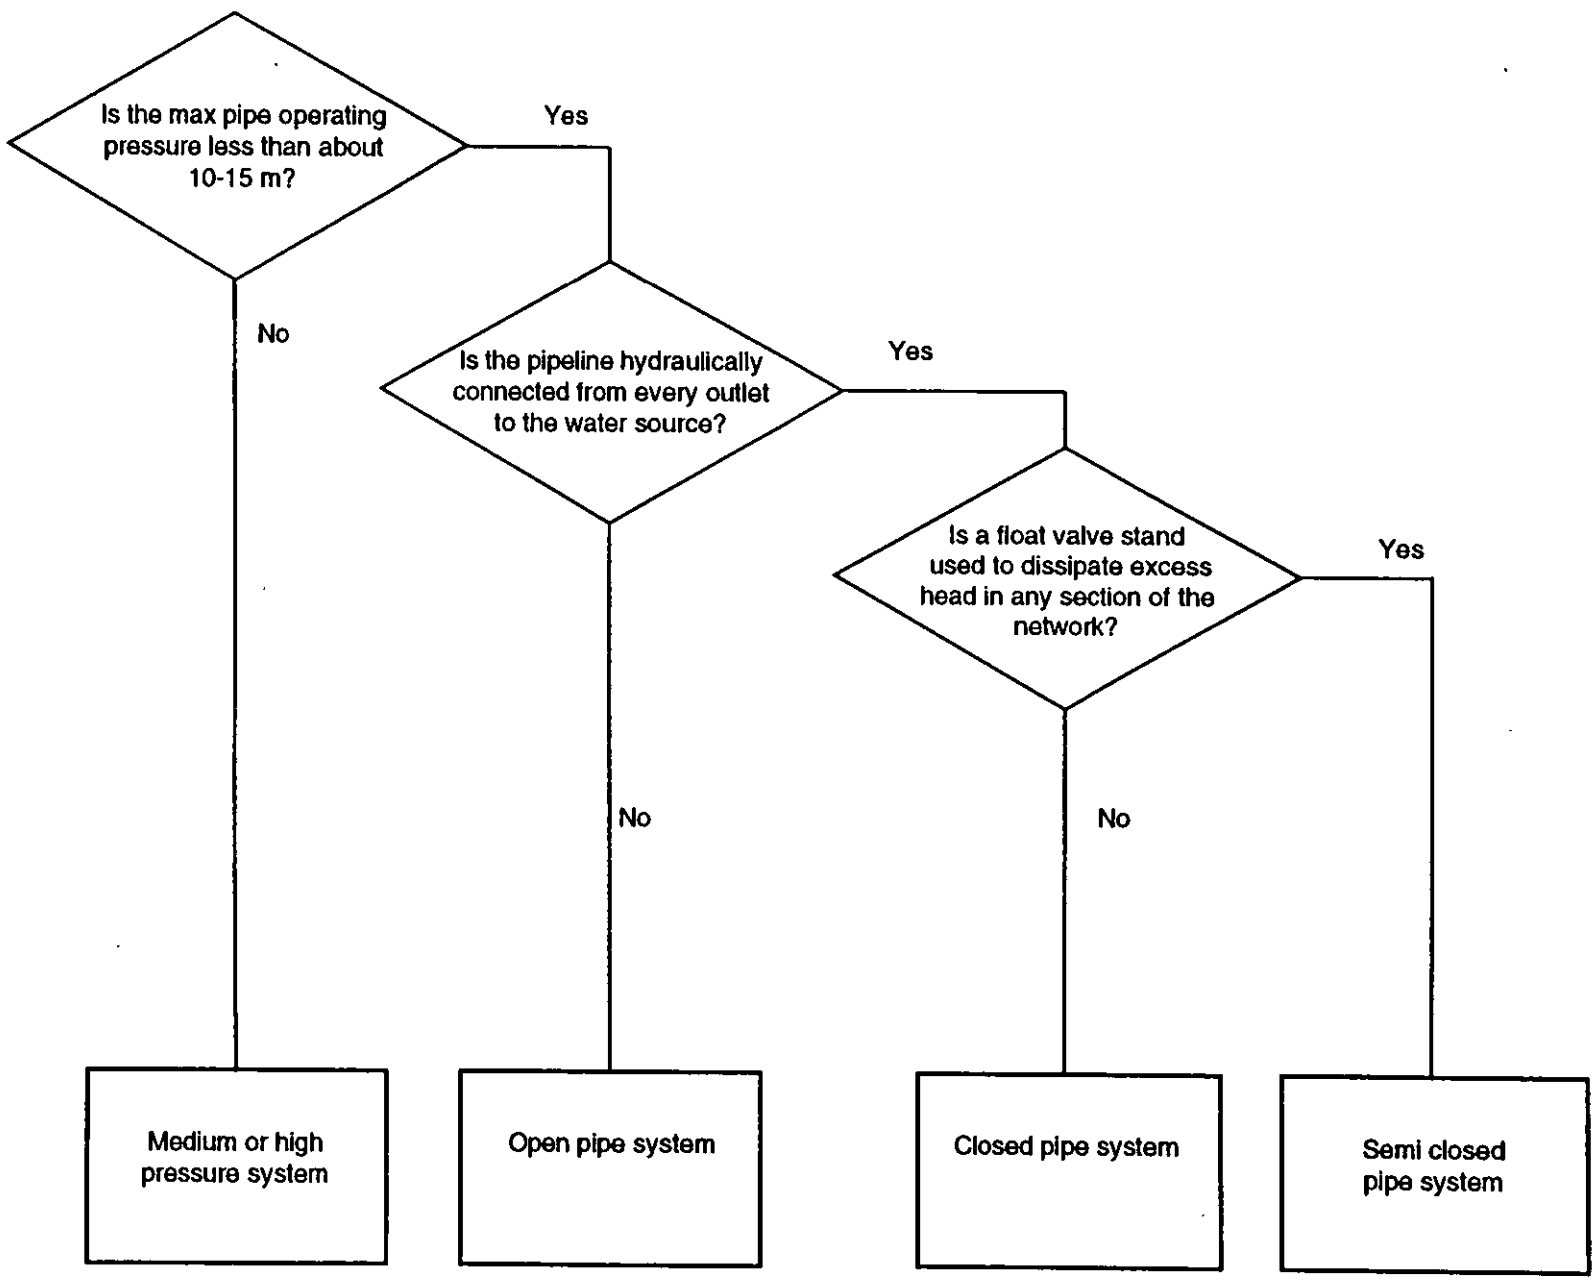 Is the max pipe operating
pressure less than about
10-15 m?
Yes
No
Is the pipeline hydraulically
connected from every outlet
to the water source?
Yes
No
Is a float valve stand
used to dissipate excess
head in any section of the
network?
Yes
No
Medium or high
pressure system
Open pipe system
Closed pipe system
Semi closed
pipe system